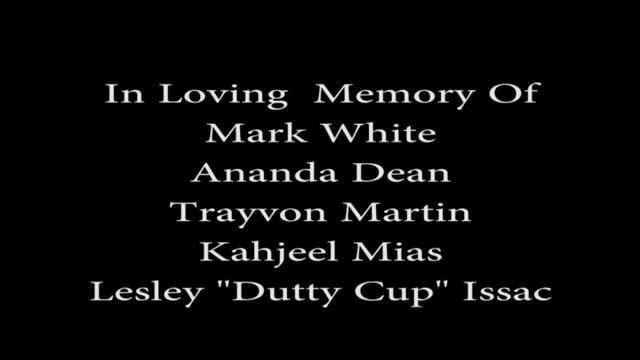 In Loving  Memory Of
Mark White
Ananda Dean
Trayvon Martin
Kahjeel Mias
Lesley "Dutty Cup" Issac